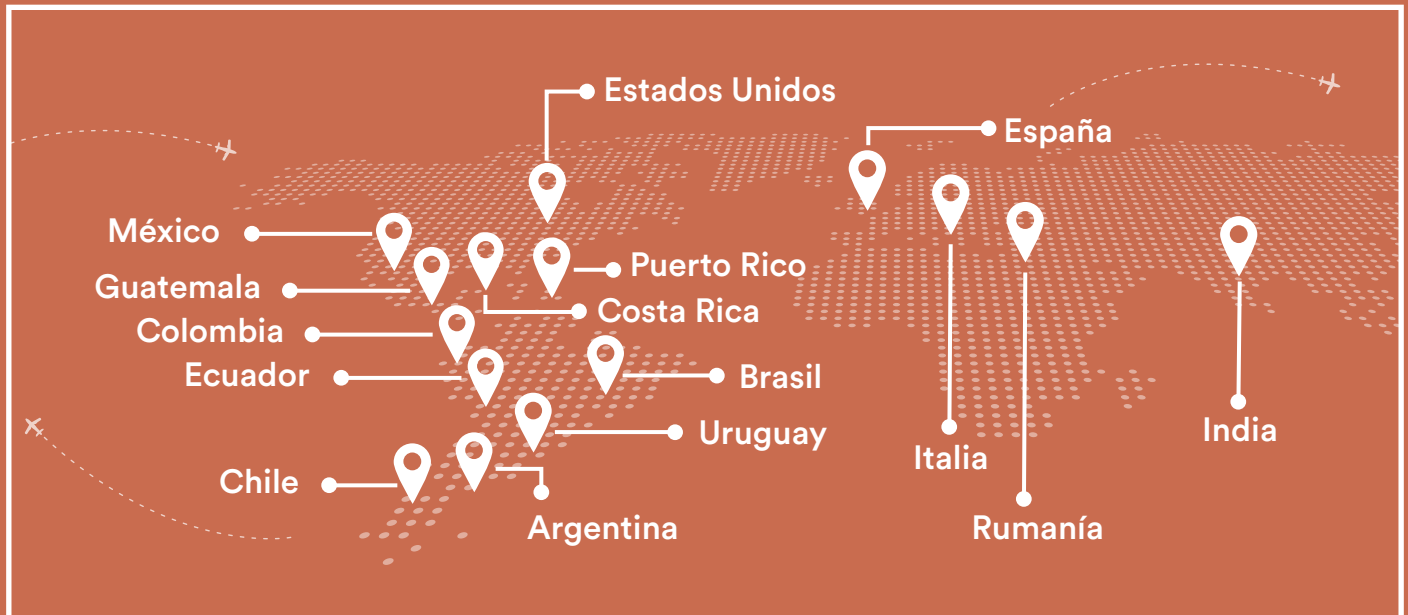 Estados Unidos
España
México
Puerto Rico
Guatemala
Costa Rica
Colombia
Ecuador
Brasil
Uruguay
India
Italia
Chile
Argentina
Rumanía